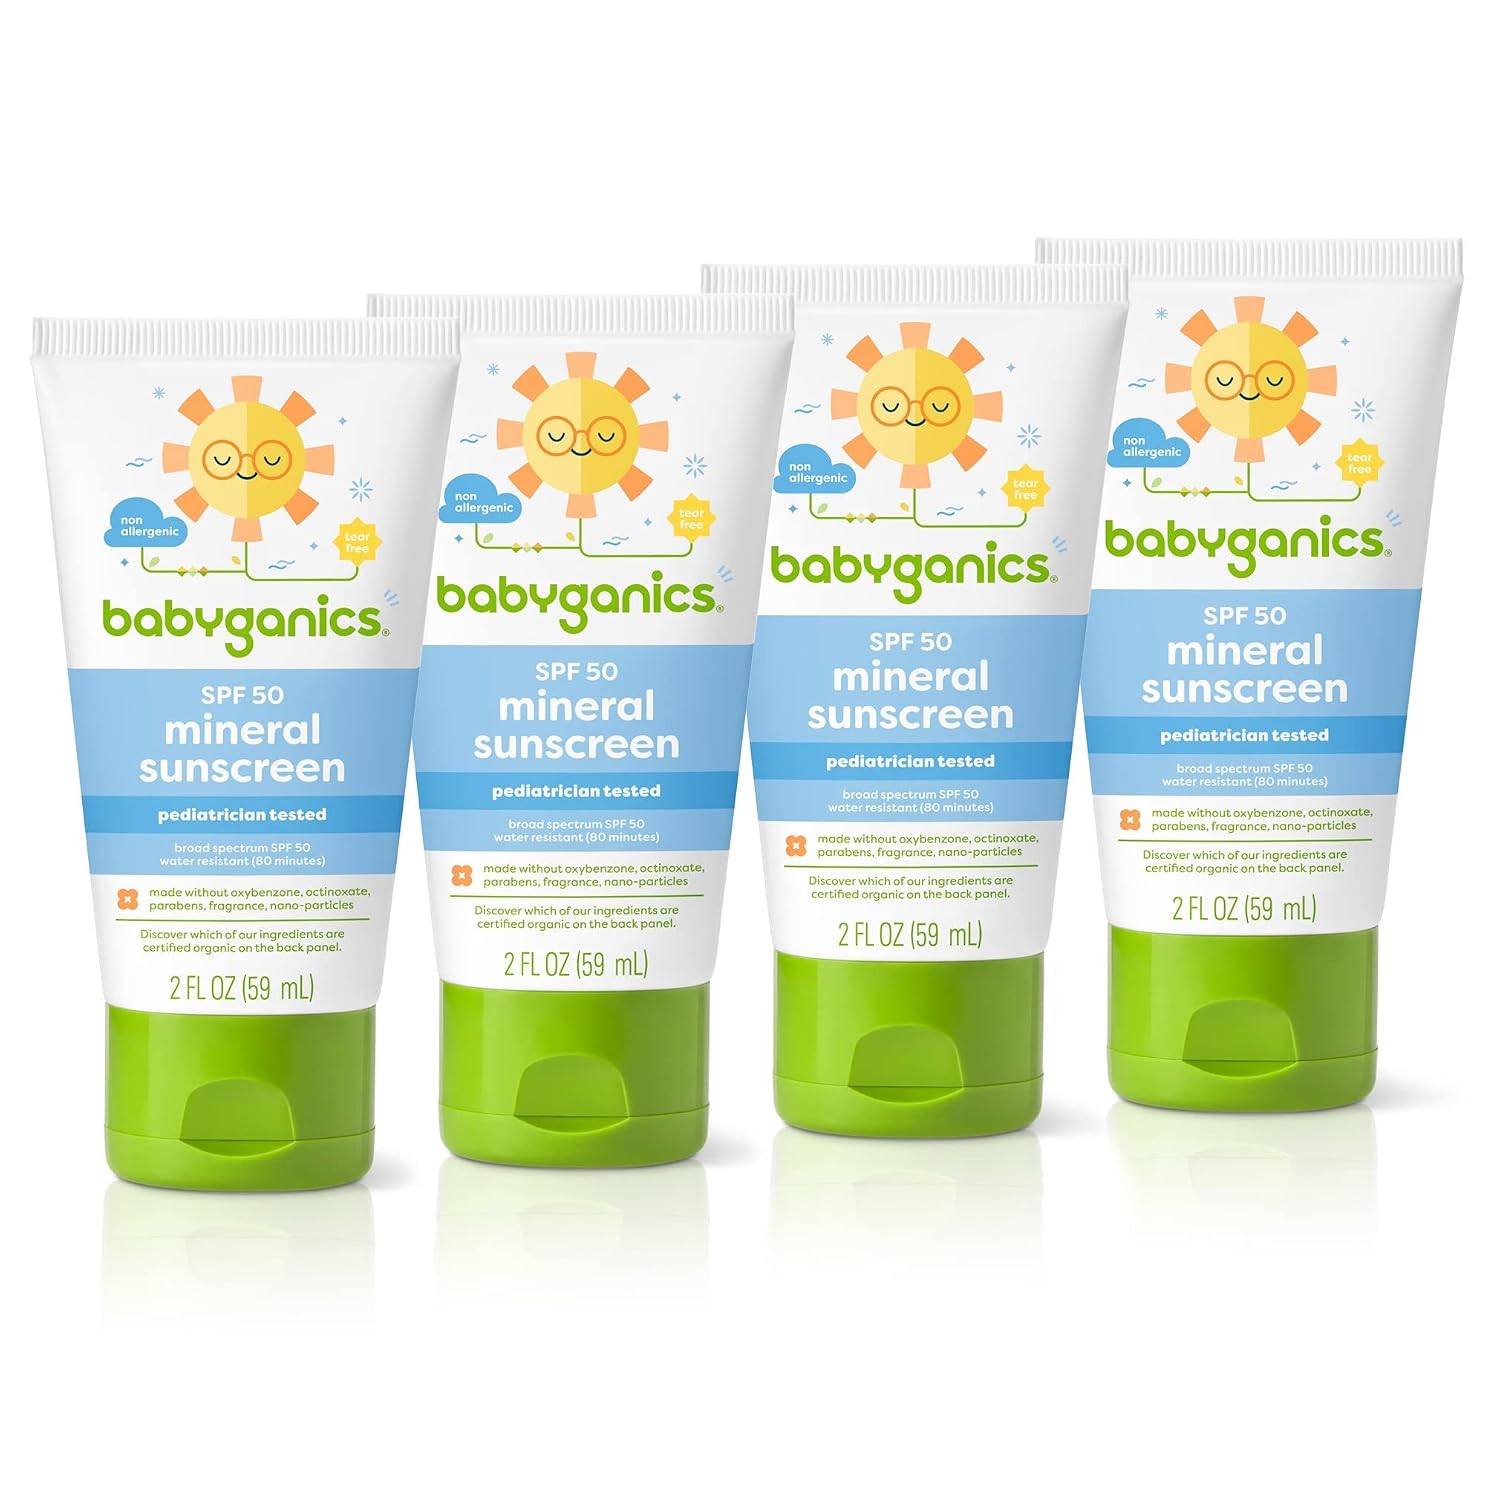 non
allergenic
tear
free
babyganics®
SPF 50
mineral
sunscreen
pediatrician tested
broad spectrum SPF 50
water resistant (80 minutes)
made without oxybenzone, octinoxate,
parabens, fragrance, nano-particles
Discover which of our ingredients are
certified organic on the back panel.
2 FL OZ (59 mL)
non
allergenic
tear
free
babyganics®
SPF 50
mineral
sunscreen
pediatrician tested
broad spectrum SPF 50
water resistant (80 minutes)
made without oxybenzone, octinoxate,
parabens, fragrance, nano-particles
Discover which of our ingredients are
certified organic on the back panel.
2 FL OZ (59 mL)
non
allergenic
tear
free
babyganics®
SPF 50
mineral
sunscreen
pediatrician tested
broad spectrum SPF 50
water resistant (80 minutes)
made without oxybenzone, octinoxate,
parabens, fragrance, nano-particles
Discover which of our ingredients are
certified organic on the back panel.
2 FL OZ (59 mL)
non
allergenic
tear
free
babyganics®
SPF 50
mineral
sunscreen
pediatrician tested
broad spectrum SPF 50
water resistant (80 minutes)
made without oxybenzone, octinoxate,
parabens, fragrance, nano-particles
Discover which of our ingredients are
certified organic on the back panel.
2 FL OZ (59 mL)